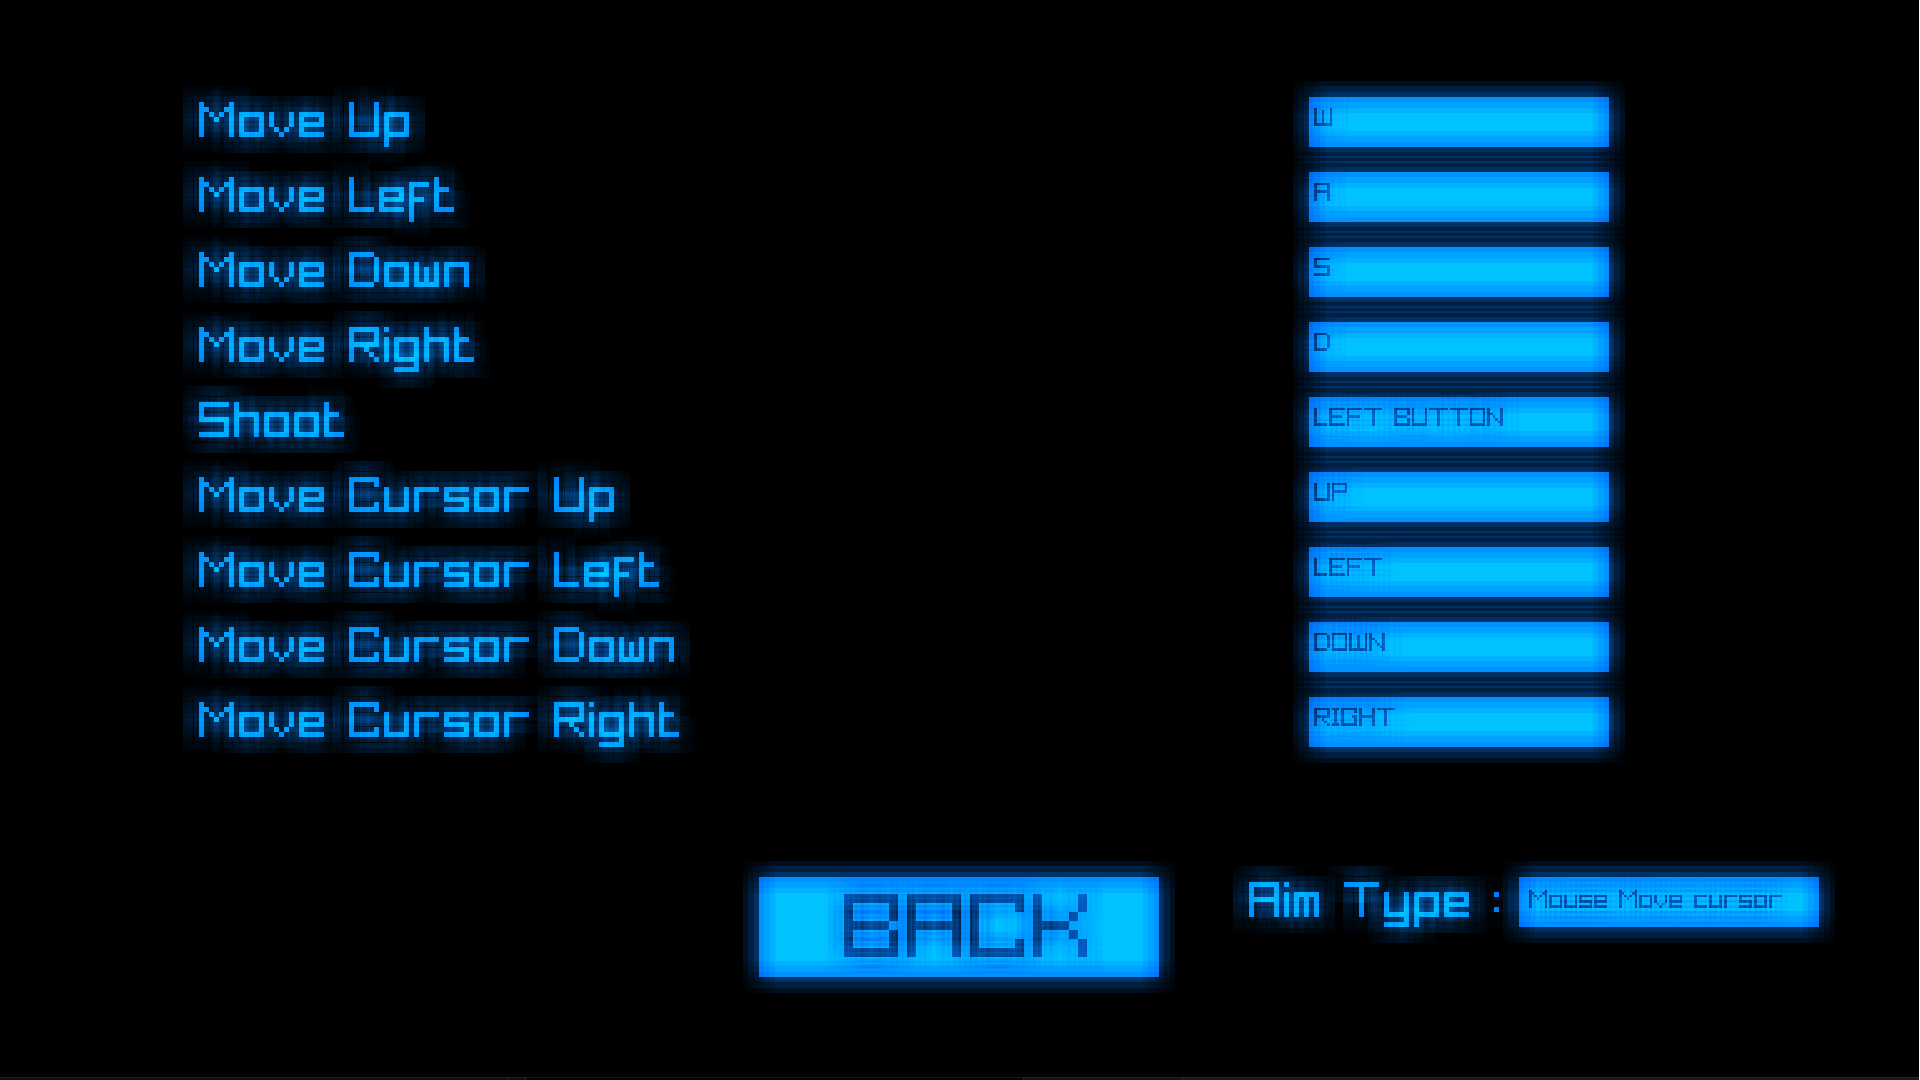 Move Up W
Move Left A
Move Down S
Move Right D
Shoot LEFT BUTTON
Move Cursor Up UP
Move Cursor Left LEFT
Move Cursor Down DOWN
Move Cursor Right RIGHT
BACK
Aim Type : Mouse Move cursor